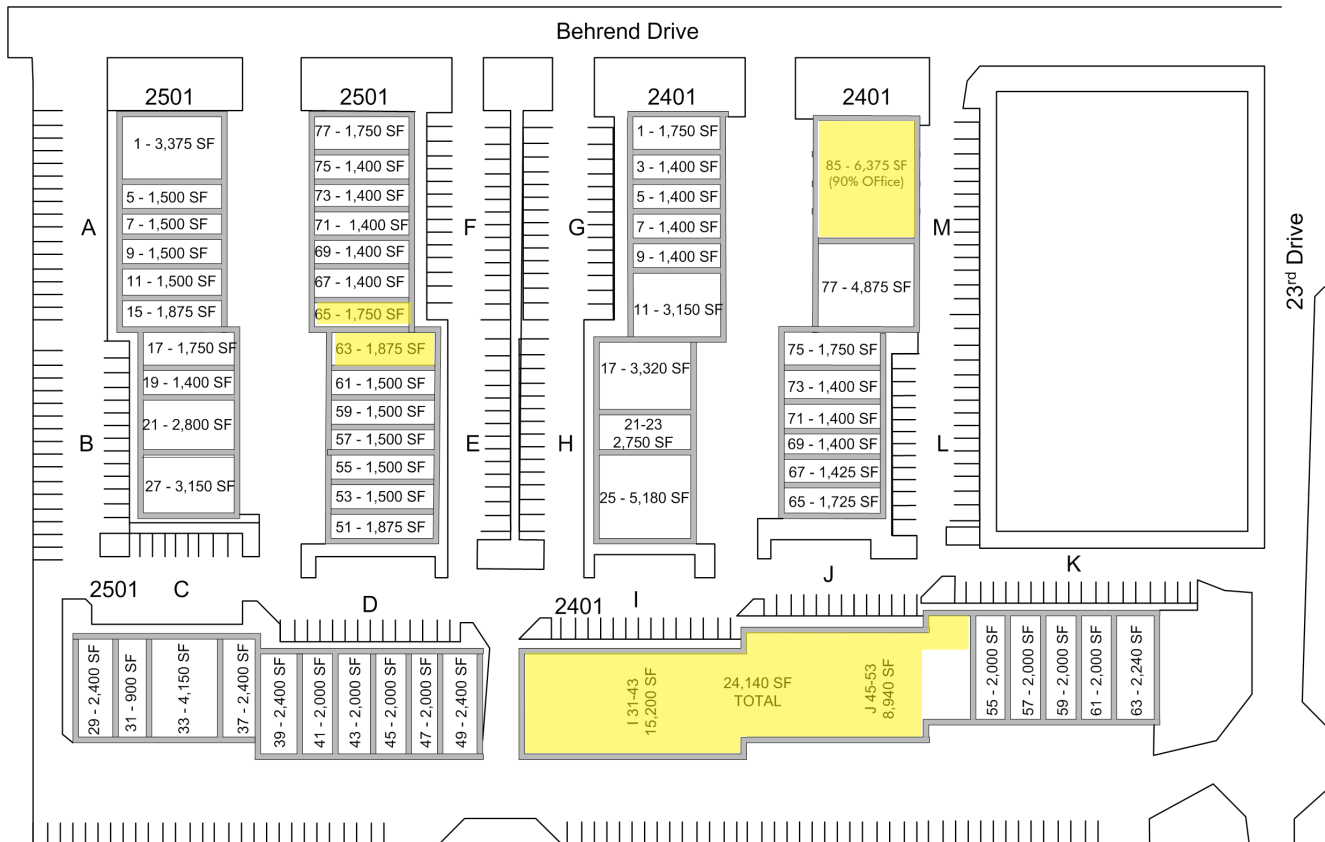 Behrend Drive
2501
1 - 3,375 SF
5 - 1,500 SF
7 - 1,500 SF
9 - 1,500 SF
11 - 1,500 SF
15 - 1,875 SF
17 - 1,750 SF
19 - 1,400 SF
21 - 2,800 SF
27 - 3,150 SF
A
B
2501
77 - 1,750 SF
75 - 1,400 SF
73 - 1,400 SF
71 - 1,400 SF
69 - 1,400 SF
67 - 1,400 SF
65 - 1,750 SF
63 - 1,875 SF
61 - 1,500 SF
59 - 1,500 SF
57 - 1,500 SF
55 - 1,500 SF
53 - 1,500 SF
51 - 1,875 SF
F
E
2401
1 - 1,750 SF
3 - 1,400 SF
5 - 1,400 SF
7 - 1,400 SF
9 - 1,400 SF
11 - 3,150 SF
17 - 3,320 SF
21-23
2,750 SF
25 - 5,180 SF
G
H
2401
85 - 6,375 SF
(90% OFfice)
77 - 4,875 SF
75 - 1,750 SF
73 - 1,400 SF
71 - 1,400 SF
69 - 1,400 SF
67 - 1,425 SF
65 - 1,725 SF
M
L
23rd Drive
2501
C
D
29 - 2,400 SF
31 - 900 SF
33 - 4,150 SF
37 - 2,400 SF
39 - 2,400 SF
41 - 2,000 SF
43 - 2,000 SF
45 - 2,000 SF
47 - 2,000 SF
49 - 2,400 SF
2401
I
J
K
I 31-43
15,200 SF
24,140 SF
TOTAL
J 45-53
8,940 SF
55 - 2,000 SF
57 - 2,000 SF
59 - 2,000 SF
61 - 2,000 SF
63 - 2,240 SF